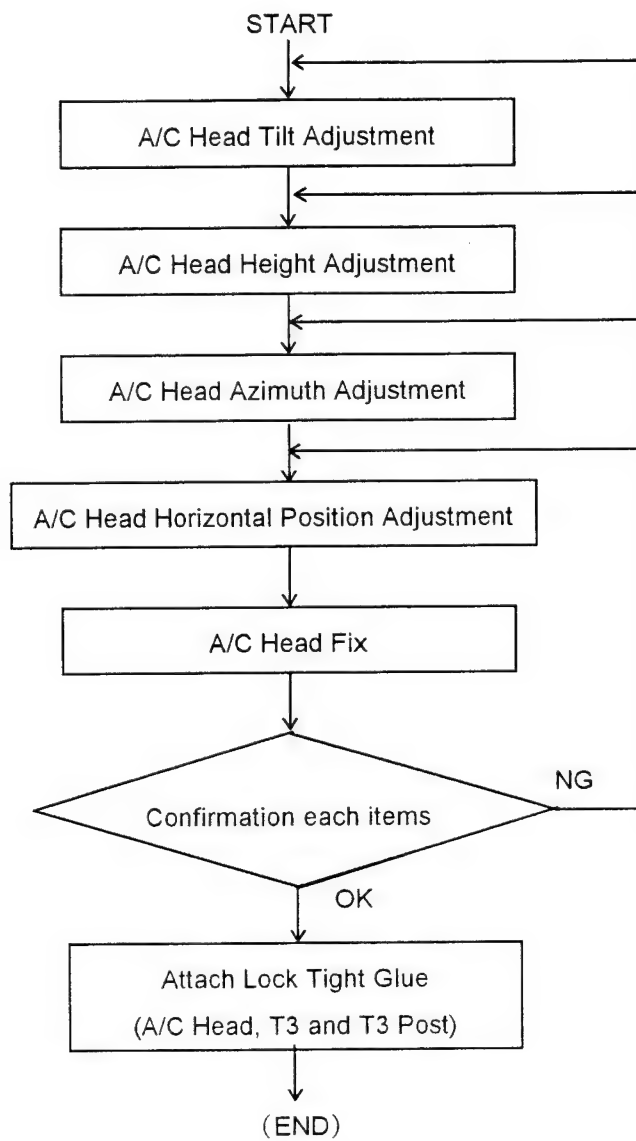 START
A/C Head Tilt Adjustment
A/C Head Height Adjustment
A/C Head Azimuth Adjustment
A/C Head Horizontal Position Adjustment
A/C Head Fix
Confirmation each items
NG
OK
Attach Lock Tight Glue
(A/C Head, T3 and T3 Post)
(END)